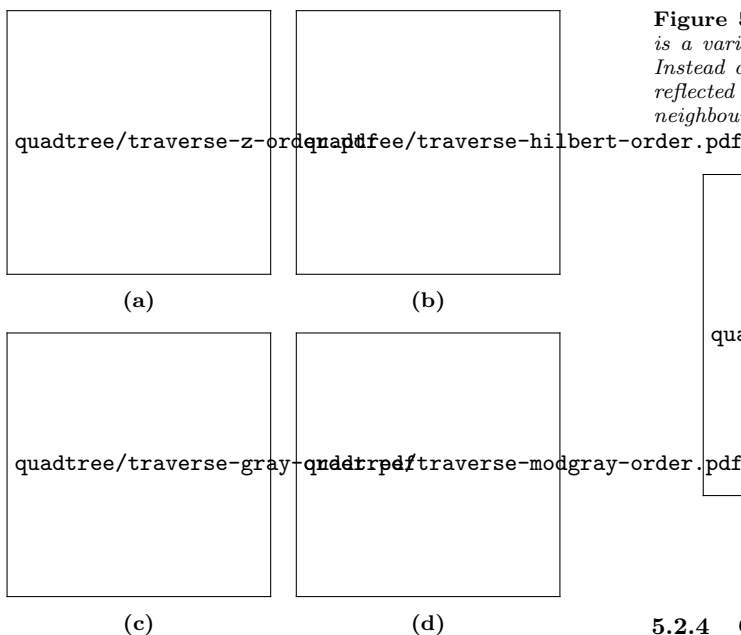 quadtree/traverse-z-order.pdf
quadtree/traverse-hilbert-order.pdf
(a)
(b)
quadtree/traverse-gray-order.pdf
quadtree/traverse-modgray-order.pdf
(c)
(d)
Figure 5
is a vari
Instead
reflected
neighbou
qua
5.2.4